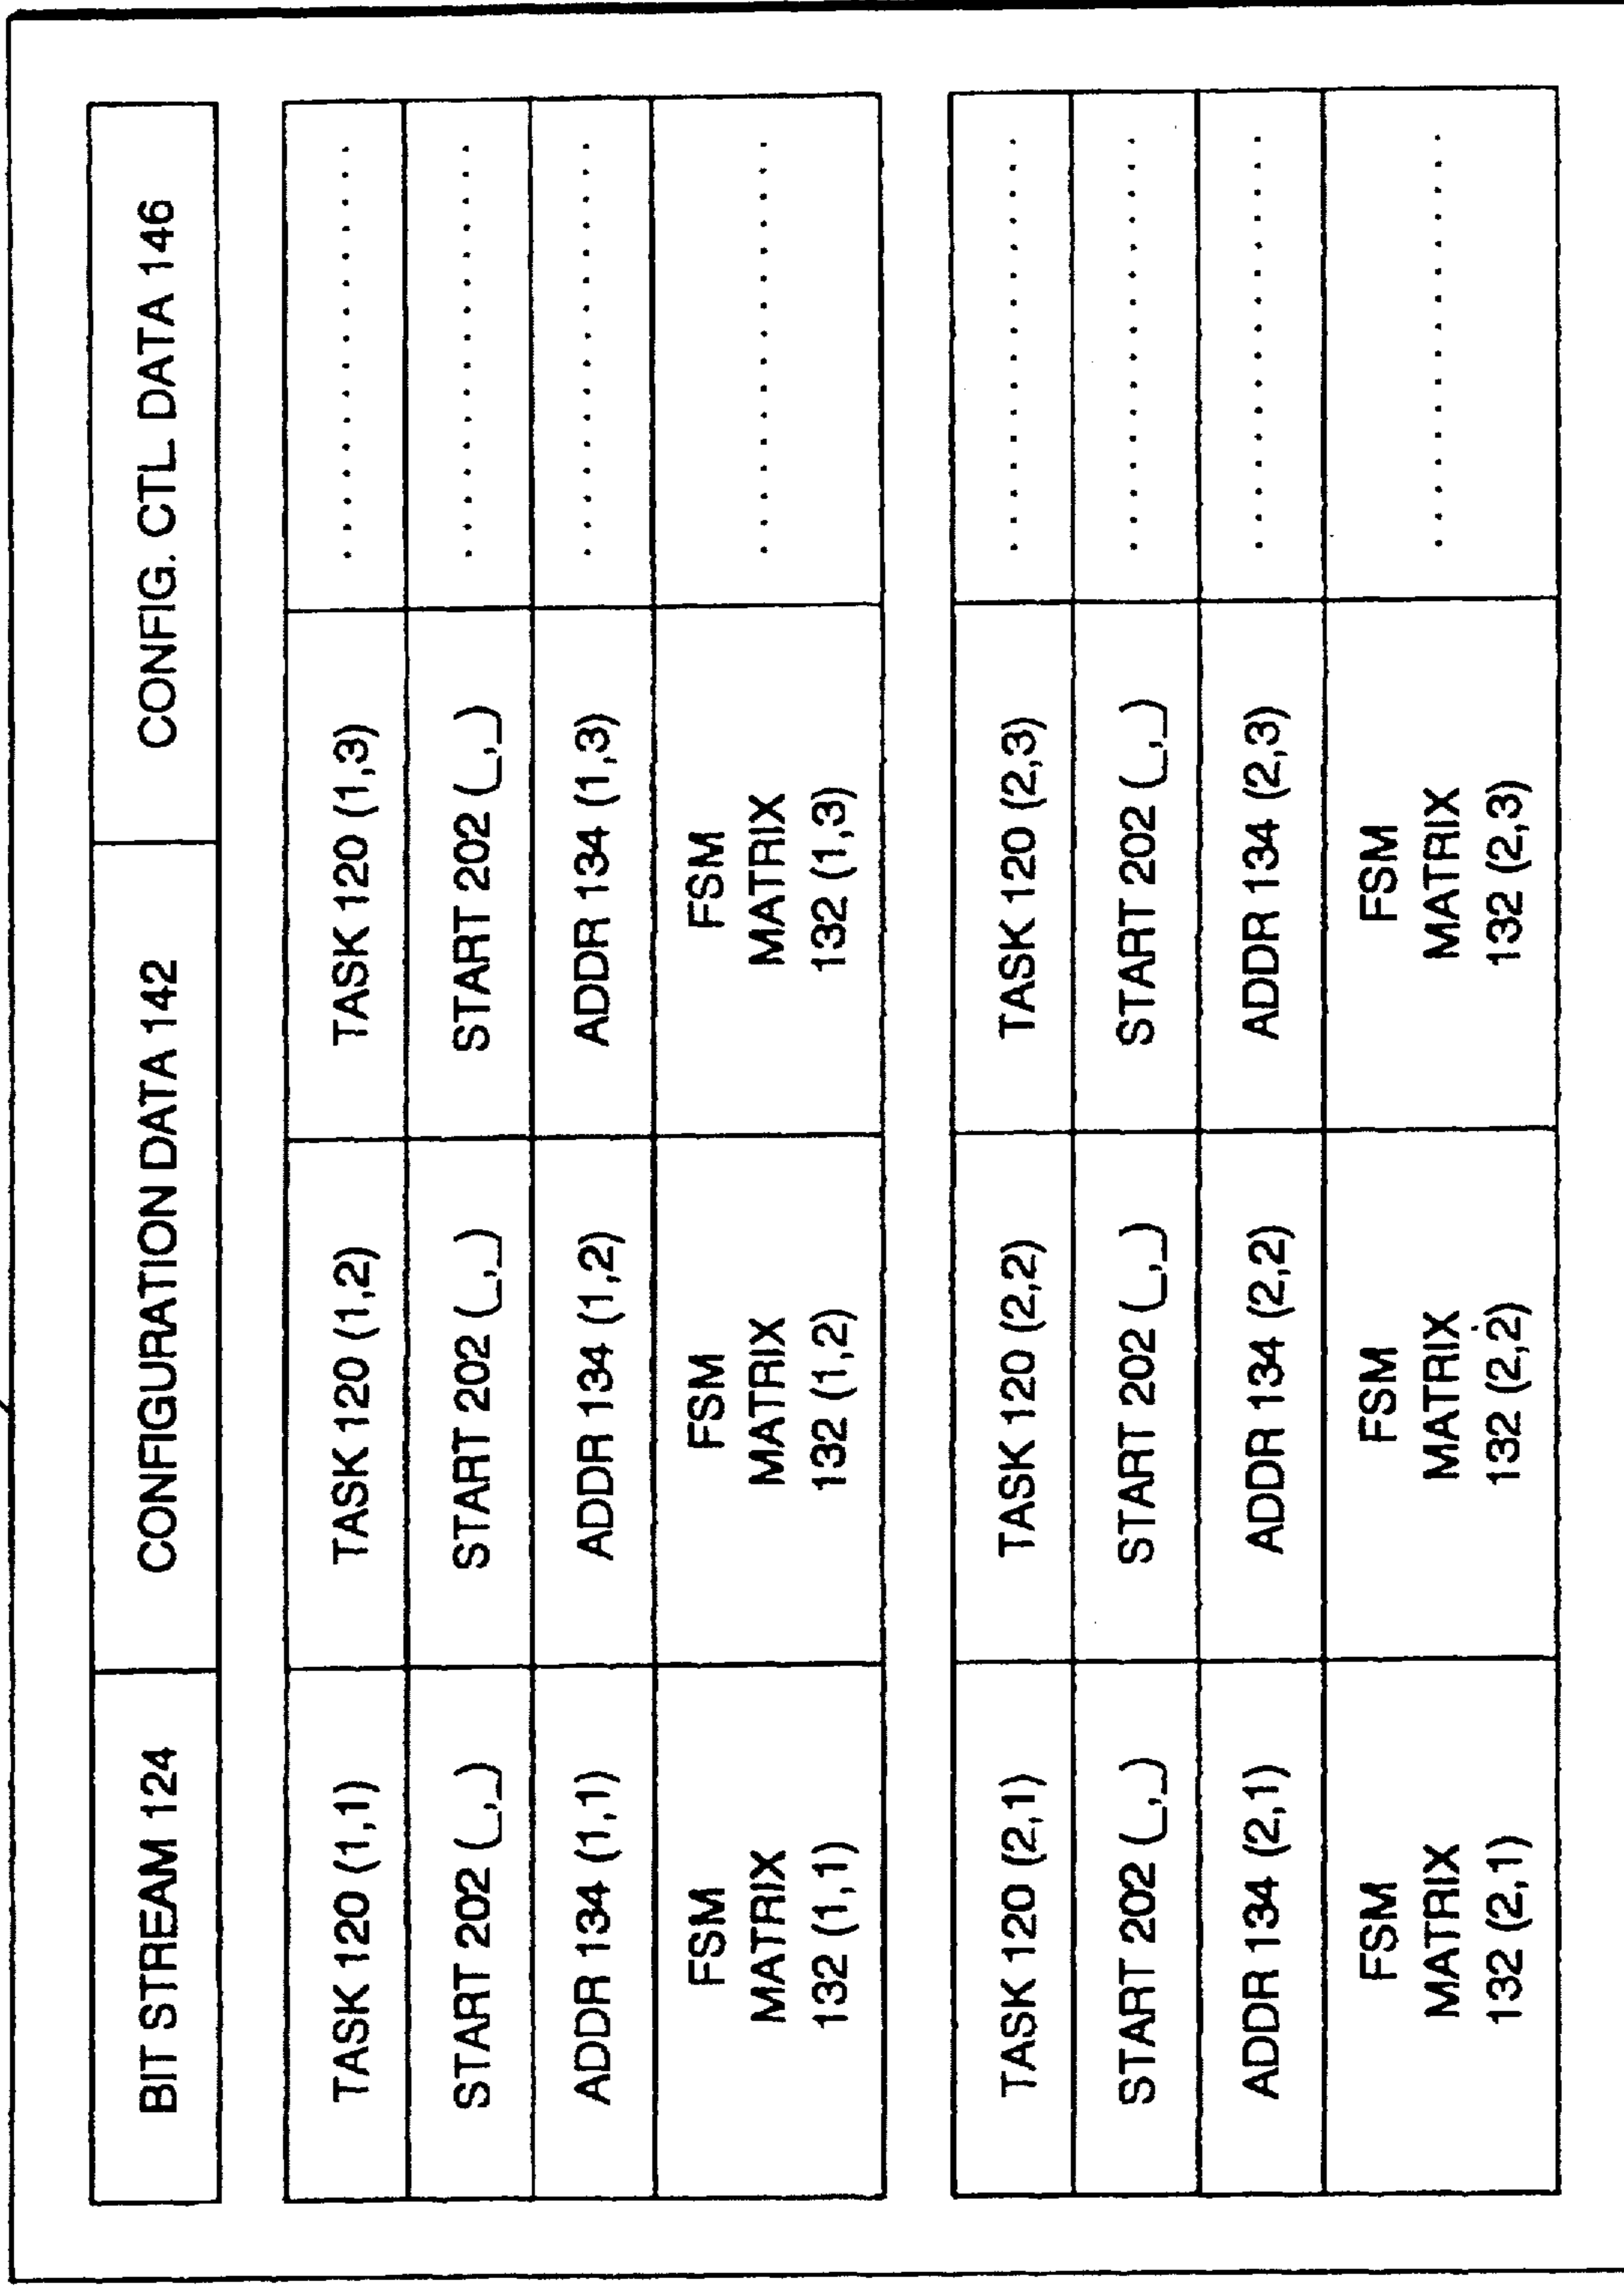 BIT STREAM 124 CONFIGURATION DATA 142 CONFIG. CTL. DATA 146
TASK 120 (1,1) TASK 120 (1,2) TASK 120 (1,3) . . . . . . . . . . . . . . . .
START 202 (_,_) START 202 (_,_) START 202 (_,_) . . . . . . . . . . . . . . . .
ADDR 134 (1,1) ADDR 134 (1,2) ADDR 134 (1,3) . . . . . . . . . . . . . . . .
FSM MATRIX 132 (1,1) FSM MATRIX 132 (1,2) FSM MATRIX 132 (1,3) . . . . . . . . . . . . . . . .
TASK 120 (2,1) TASK 120 (2,2) TASK 120 (2,3) . . . . . . . . . . . . . . . .
START 202 (_,_) START 202 (_,_) START 202 (_,_) . . . . . . . . . . . . . . . .
ADDR 134 (2,1) ADDR 134 (2,2) ADDR 134 (2,3) . . . . . . . . . . . . . . . .
FSM MATRIX 132 (2,1) FSM MATRIX 132 (2,2) FSM MATRIX 132 (2,3) . . . . . . . . . . . . . . . .